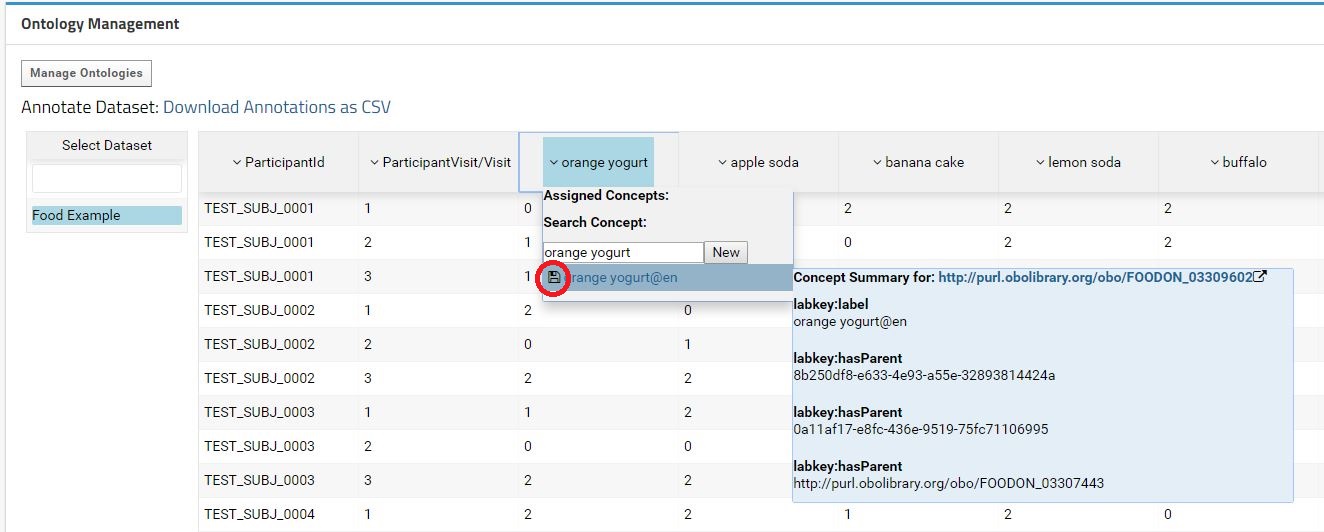 Ontology Management
Manage Ontologies
Annotate Dataset: Download Annotations as CSV
Select Dataset
Food Example
ParticipantId ParticipantVisit/Visit orange yogurt apple soda banana cake lemon soda buffalo
TEST_SUBJ_0001 1 0 2 2 2
TEST_SUBJ_0001 2 1 0 2 2
TEST_SUBJ_0001 3 1
TEST_SUBJ_0002 1 2 0
TEST_SUBJ_0002 2 0 1
TEST_SUBJ_0002 3 2 2
TEST_SUBJ_0003 1 1 2
TEST_SUBJ_0003 2 0 0
TEST_SUBJ_0003 3 2 2
TEST_SUBJ_0004 1 2 2 1 2 0
Assigned Concepts:
Search Concept:
orange yogurt New
orange yogurt@en
Concept Summary for: http://purl.obolibrary.org/obo/FOODON_03309602
labkey:label
orange yogurt@en
labkey:hasParent
8b250df8-e633-4e93-a55e-32893814424a
labkey:hasParent
0a11af17-e8fc-436e-9519-75fc71106995
labkey:hasParent
http://purl.obolibrary.org/obo/FOODON_03307443